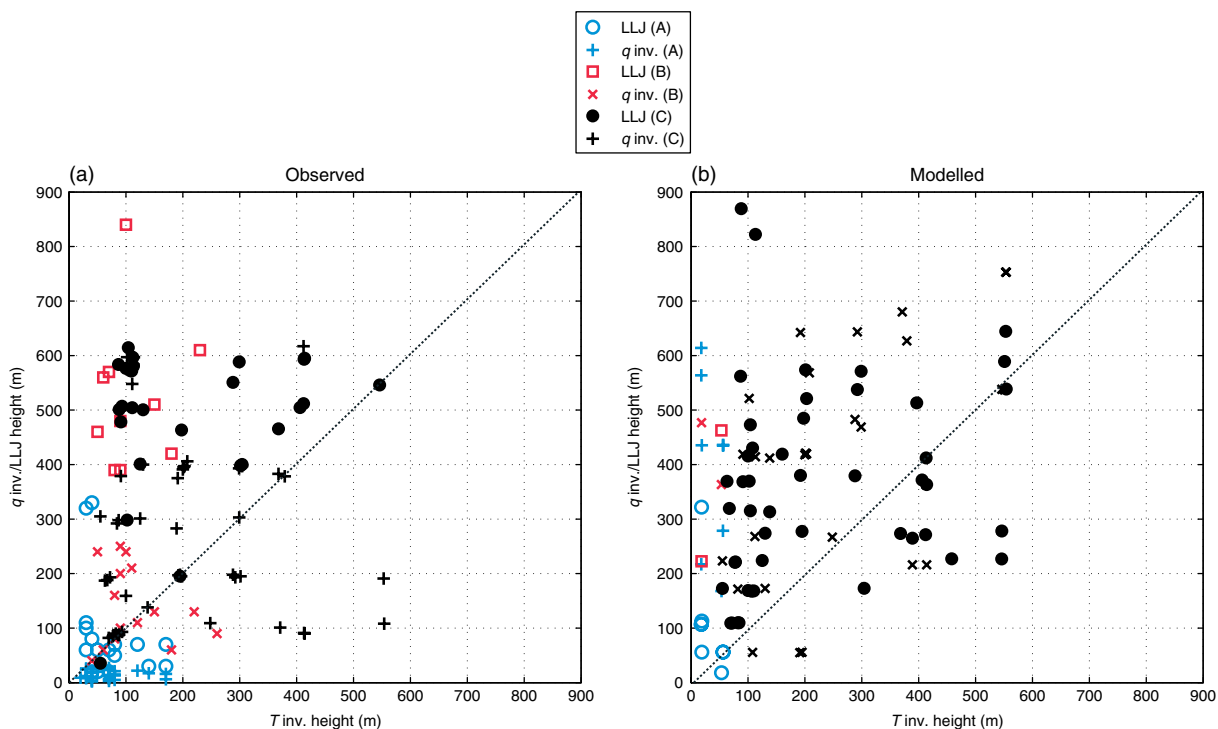 LLJ (A)
q inv. (A)
LLJ (B)
q inv. (B)
LLJ (C)
q inv. (C)
(a)
Observed
900
800
700
600
500
400
300
200
100
0
q inv./LLJ height (m)
0 100 200 300 400 500 600 700 800 900
T inv. height (m)
(b)
Modelled
900
800
700
600
500
400
300
200
100
0
q inv./LLJ height (m)
0 100 200 300 400 500 600 700 800 900
T inv. height (m)